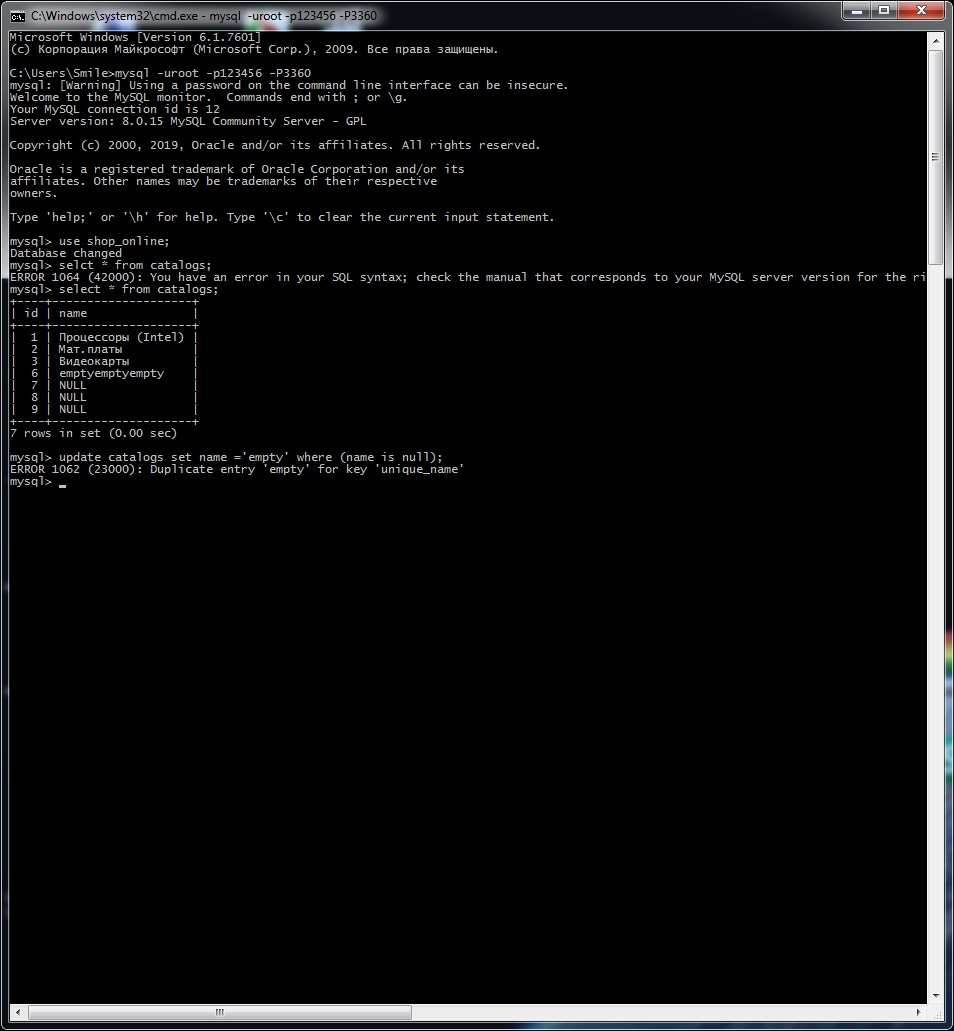 C:\Windows\system32\cmd.exe - mysql -uroot -p123456 -P3360
Microsoft Windows [Version 6.1.7601]
(c) Корпорация Майкрософт (Microsoft Corp.), 2009. Все права защищены.
C:\Users\Smile>mysql -uroot -p123456 -P3360
mysql: [Warning] Using a password on the command line interface can be insecure.
Welcome to the MySQL monitor.  Commands end with ; or \g.
Your MySQL connection id is 12
Server version: 8.0.15 MySQL Community Server - GPL
Copyright (c) 2000, 2019, Oracle and/or its affiliates. All rights reserved.
Oracle is a registered trademark of Oracle Corporation and/or its
affiliates. Other names may be trademarks of their respective
owners.
Type 'help;' or '\h' for help. Type '\c' to clear the current input statement.
mysql> use shop_online;
Database changed
mysql> selct * from catalogs;
ERROR 1064 (42000): You have an error in your SQL syntax; check the manual that corresponds to your MySQL server version for the ri
mysql> select * from catalogs;
+----+--------------------+
| id | name               |
+----+--------------------+
|  1 | Процессоры (Intel) |
|  2 | Мат.платы          |
|  3 | Видеокарты         |
|  6 | emptyemptyempty    |
|  7 | NULL               |
|  8 | NULL               |
|  9 | NULL               |
+----+--------------------+
7 rows in set (0.00 sec)
mysql> update catalogs set name ='empty' where (name is null);
ERROR 1062 (23000): Duplicate entry 'empty' for key 'unique_name'
mysql> _